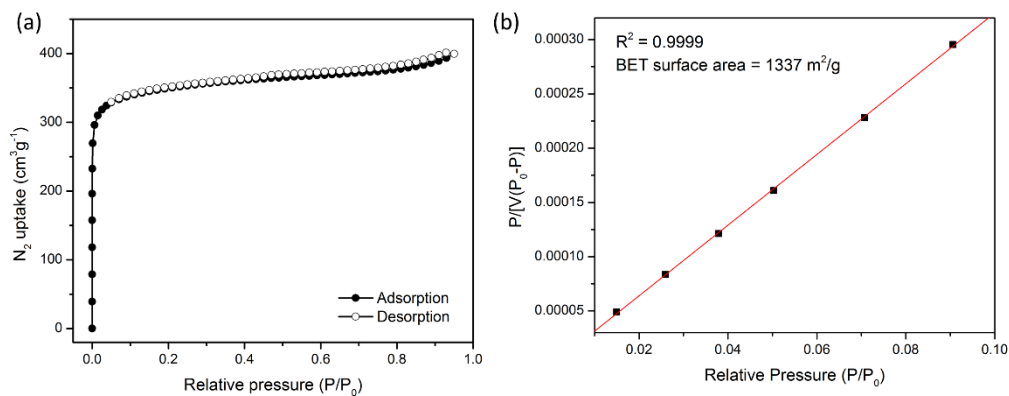 (a)
N₂ uptake (cm³g⁻¹)
400
300
200
100
0
Adsorption
Desorption
0.0 0.2 0.4 0.6 0.8 1.0
Relative pressure (P/P₀)
(b)
P/[V(P₀-P)]
0.00030
0.00025
0.00020
0.00015
0.00010
0.00005
R² = 0.9999
BET surface area = 1337 m²/g
0.02 0.04 0.06 0.08 0.10
Relative Pressure (P/P₀)